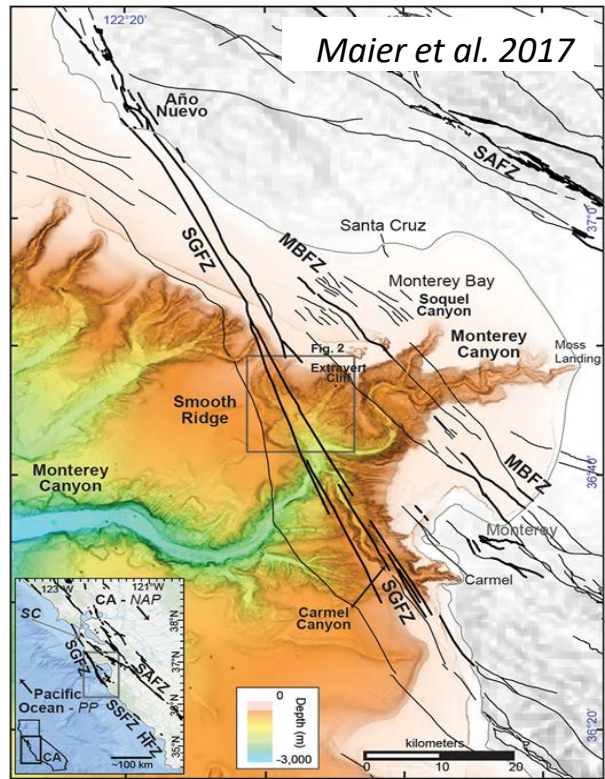 122°20'
Maier et al. 2017
Año
Nuevo
SAFZ
37°0'
Santa Cruz
SGFZ
MBFZ
Monterey Bay
Soquel
Canyon
Monterey
Canyon
Moss
Landing
Fig. 2
Extravert
Cliff
Smooth
Ridge
36°40'
Monterey
Canyon
MBFZ
Monterey
Carmel
Carmel
Canyon
SGFZ
123°W
121°W
CA - NAP
SC
38°N
SGFZ
SAFZ
37°N
Pacific
Ocean - PP
SSFZ
HFZ
36°N
35°N
CA
~100 km
0
Depth (m)
-3,000
kilometers
0
10
20
36°20'